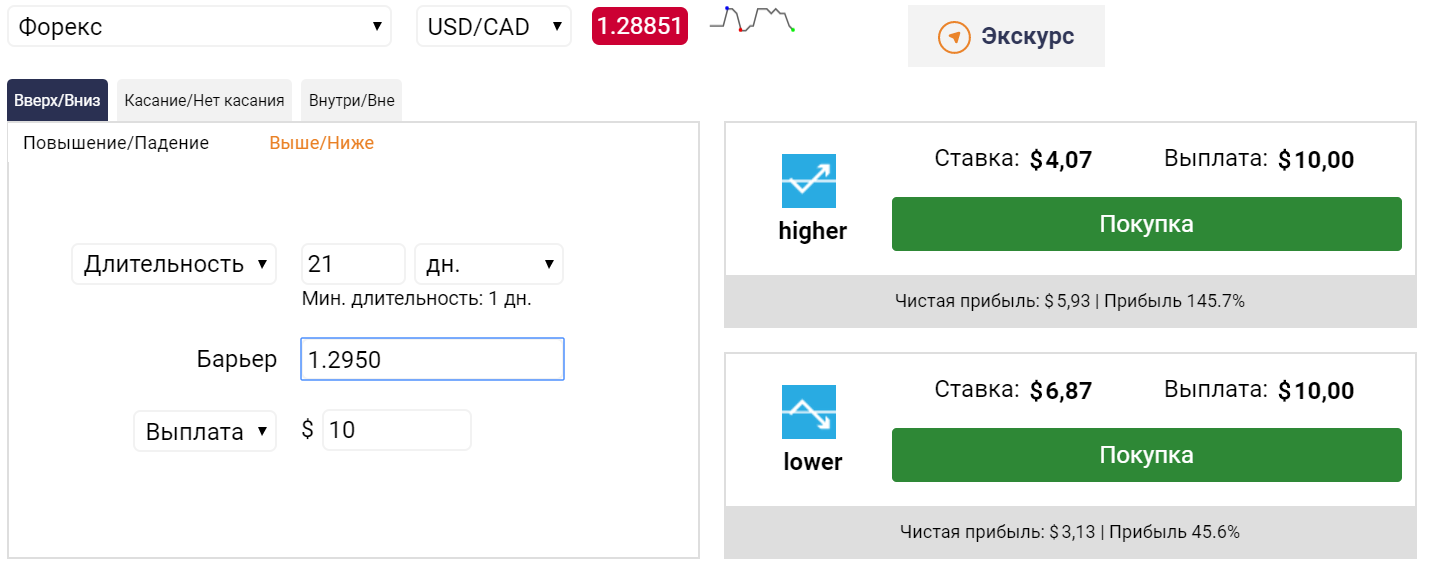 Форекс USD/CAD 1.28851 Экскурс
Вверх/Вниз Касание/Нет касания Внутри/Вне
Повышение/Падение Выше/Ниже
Длительность 21 дн.
Мин. длительность: 1 дн.
Барьер 1.2950
Выплата $ 10
Ставка: $4,07 Выплата: $10,00
higher Покупка
Чистая прибыль: $5,93 | Прибыль 145.7%
Ставка: $6,87 Выплата: $10,00
lower Покупка
Чистая прибыль: $3,13 | Прибыль 45.6%